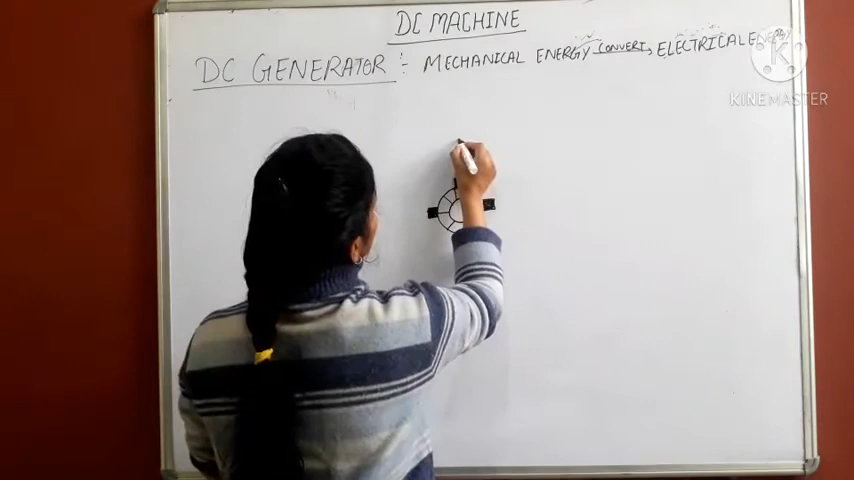 DC MACHINE
DC GENERATOR :- MECHANICAL ENERGY CONVERT, ELECTRICAL ENERGY
KINEMASTER